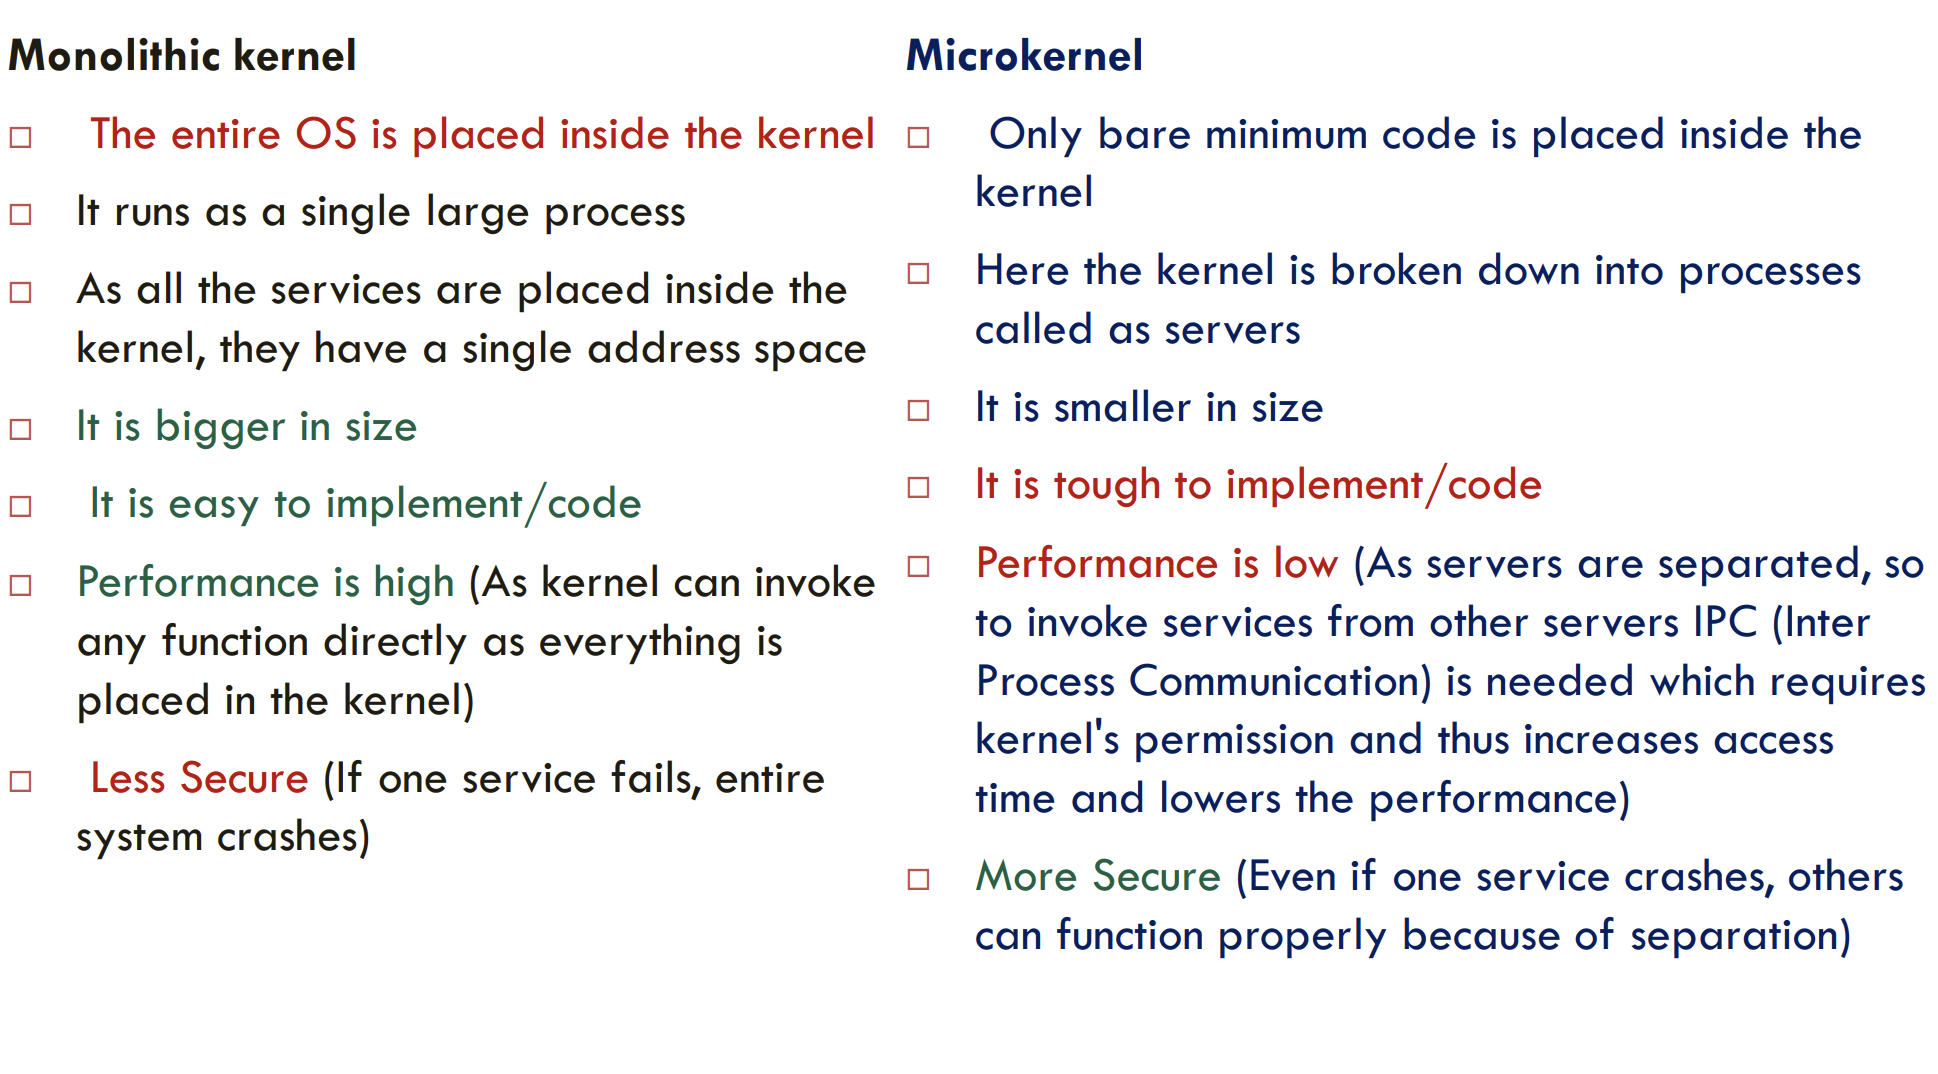 Monolithic kernel
The entire OS is placed inside the kernel
It runs as a single large process
As all the services are placed inside the
kernel, they have a single address space
It is bigger in size
It is easy to implement/code
Performance is high (As kernel can invoke
any function directly as everything is
placed in the kernel)
Less Secure (If one service fails, entire
system crashes)
Microkernel
Only bare minimum code is placed inside the
kernel
Here the kernel is broken down into processes
called as servers
It is smaller in size
It is tough to implement/code
Performance is low (As servers are separated, so
to invoke services from other servers IPC (Inter
Process Communication) is needed which requires
kernel's permission and thus increases access
time and lowers the performance)
More Secure (Even if one service crashes, others
can function properly because of separation)